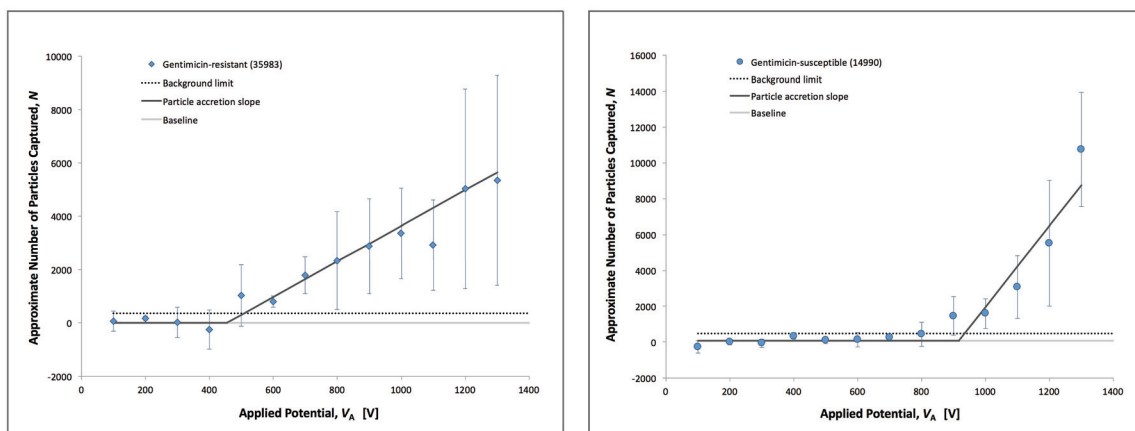 10000
8000
6000
4000
2000
0
-2000
0
200
400
600
800
1000
1200
1400
Approximate Number of Particles Captured, N
Applied Potential, VA [V]
Gentimicin-resistant (35983)
Background limit
Particle accretion slope
Baseline
16000
14000
12000
10000
8000
6000
4000
2000
0
-2000
0
200
400
600
800
1000
1200
1400
Approximate Number of Particles Captured, N
Applied Potential, VA [V]
Gentimicin-susceptible (14990)
Background limit
Particle accretion slope
Baseline